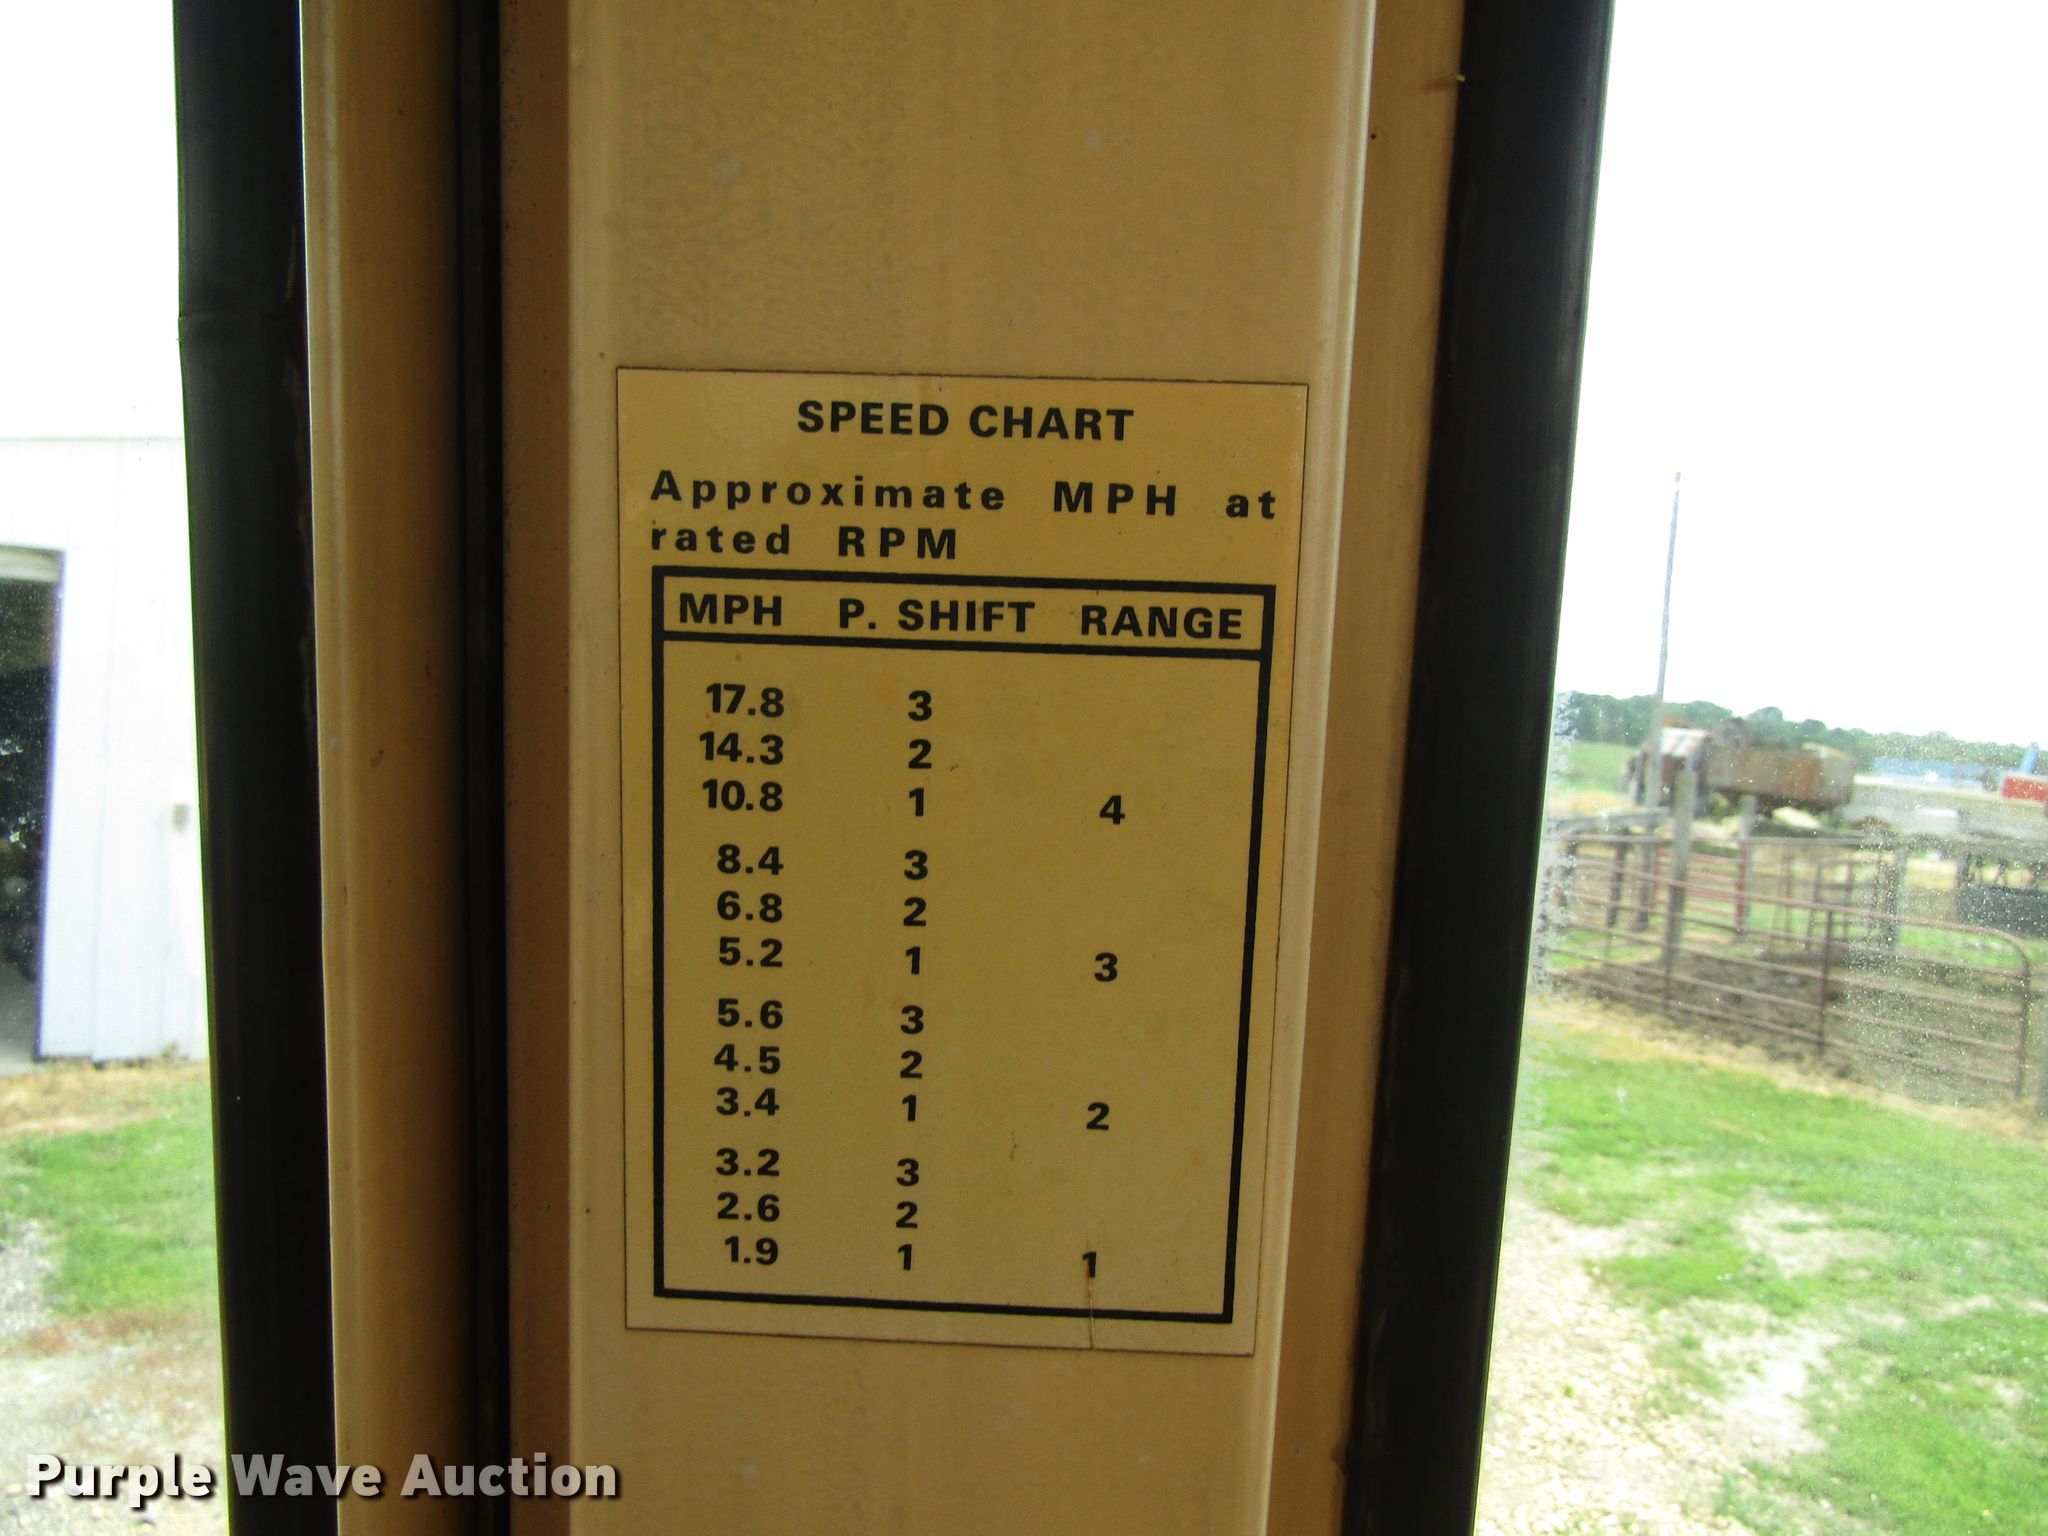 SPEED CHART
Approximate MPH at
rated RPM
MPH P. SHIFT RANGE
17.8 3
14.3 2
10.8 1 4
8.4 3
6.8 2
5.2 1 3
5.6 3
4.5 2
3.4 1 2
3.2 3
2.6 2
1.9 1 1
Purple Wave Auction